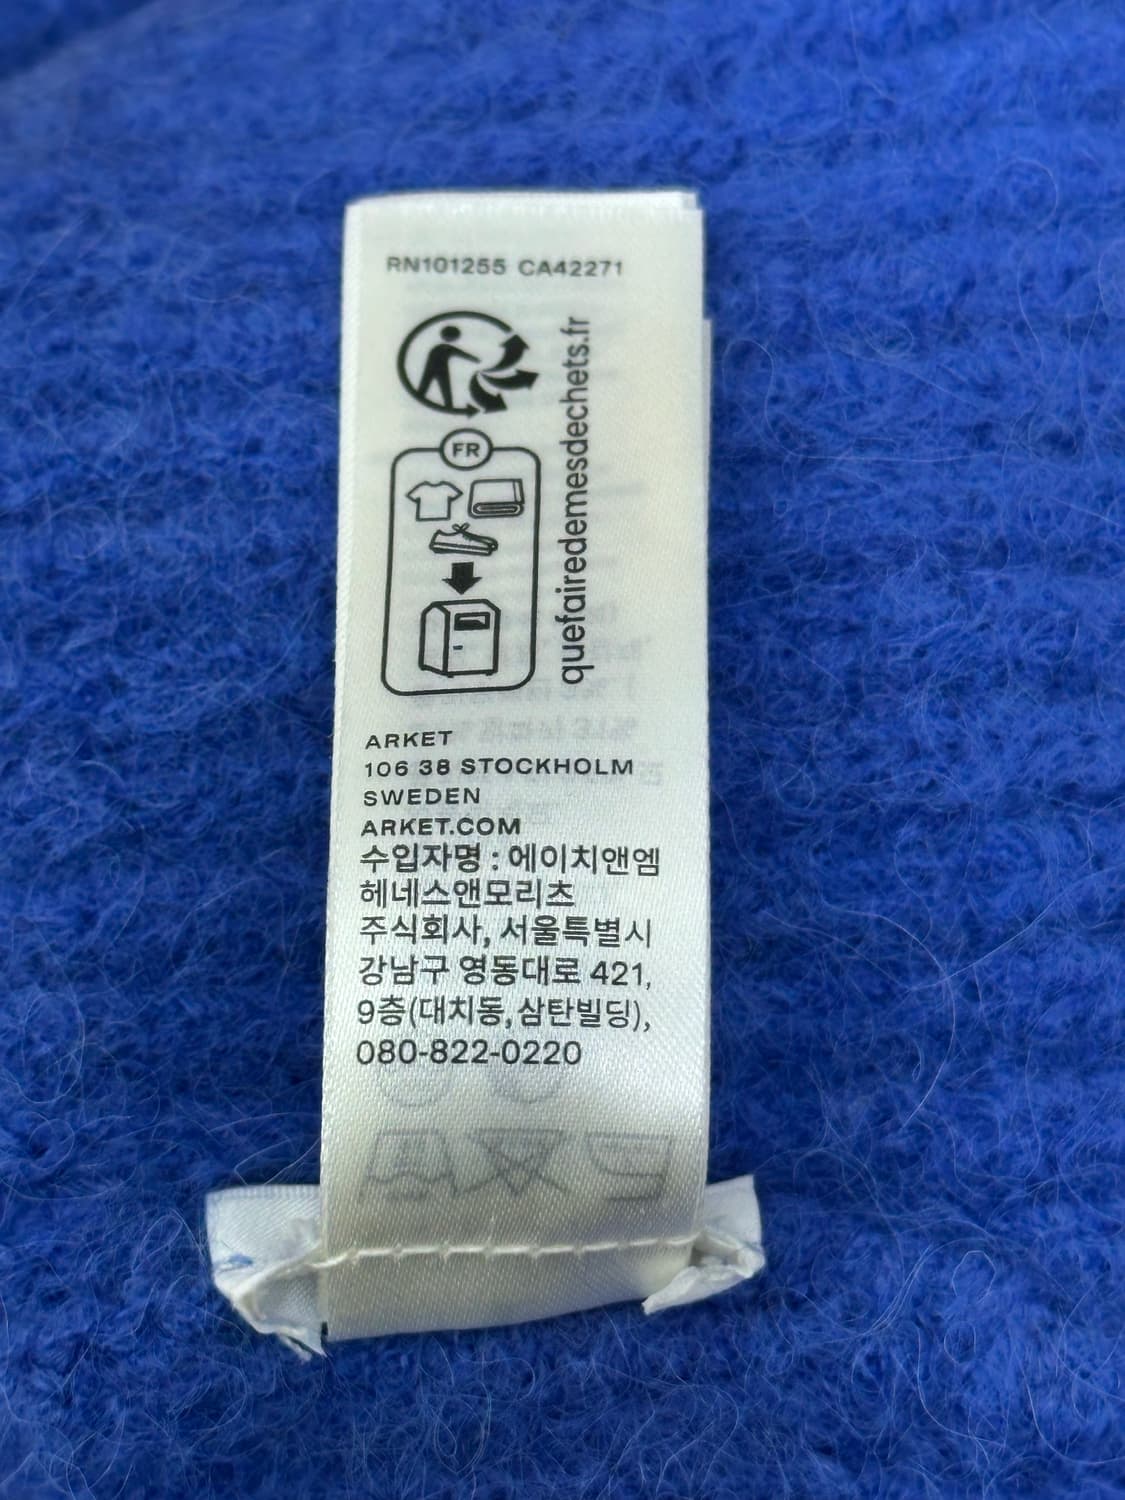 RN101255 CA42271
FR
quefairedemesdechets.fr
ARKET
106 38 STOCKHOLM
SWEDEN
ARKET.COM
수입자명 : 에이치앤엠
헤네스앤모리츠
주식회사, 서울특별시
강남구 영동대로 421,
9층(대치동,삼탄빌딩),
080-822-0220